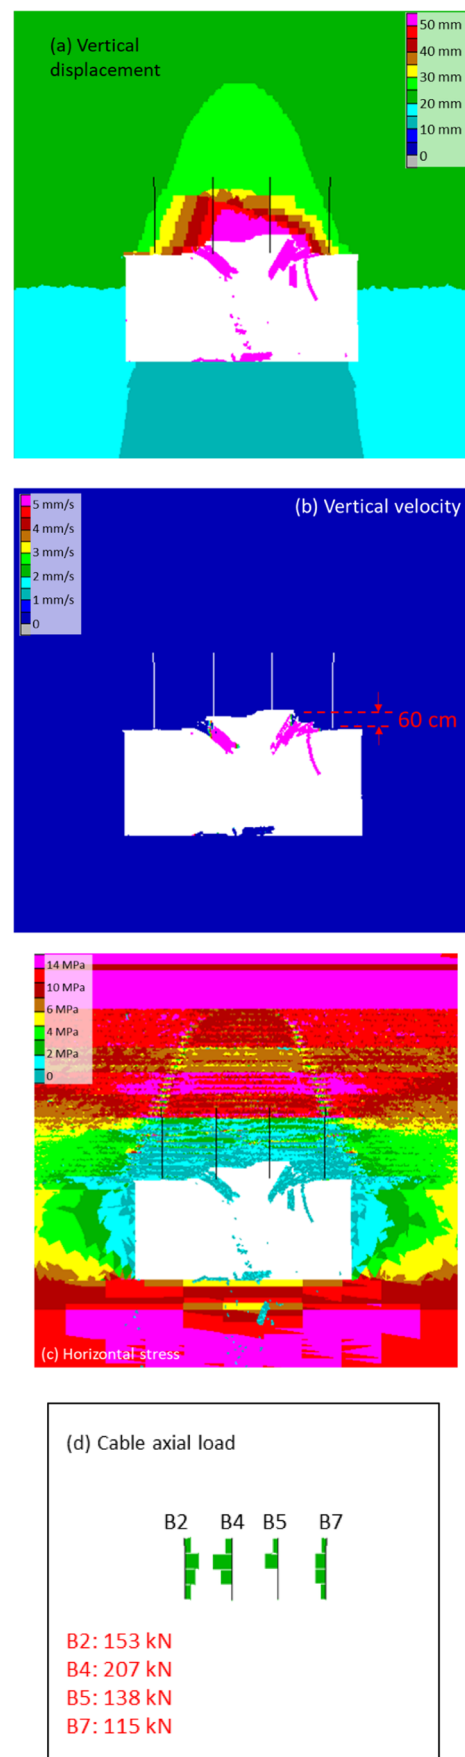 (a) Vertical
displacement
50 mm
40 mm
30 mm
20 mm
10 mm
0
(b) Vertical velocity
5 mm/s
4 mm/s
3 mm/s
2 mm/s
1 mm/s
0
60 cm
14 MPa
10 MPa
6 MPa
4 MPa
2 MPa
0
(c) Horizontal stress
(d) Cable axial load
B2 B4 B5 B7
B2: 153 kN
B4: 207 kN
B5: 138 kN
B7: 115 kN